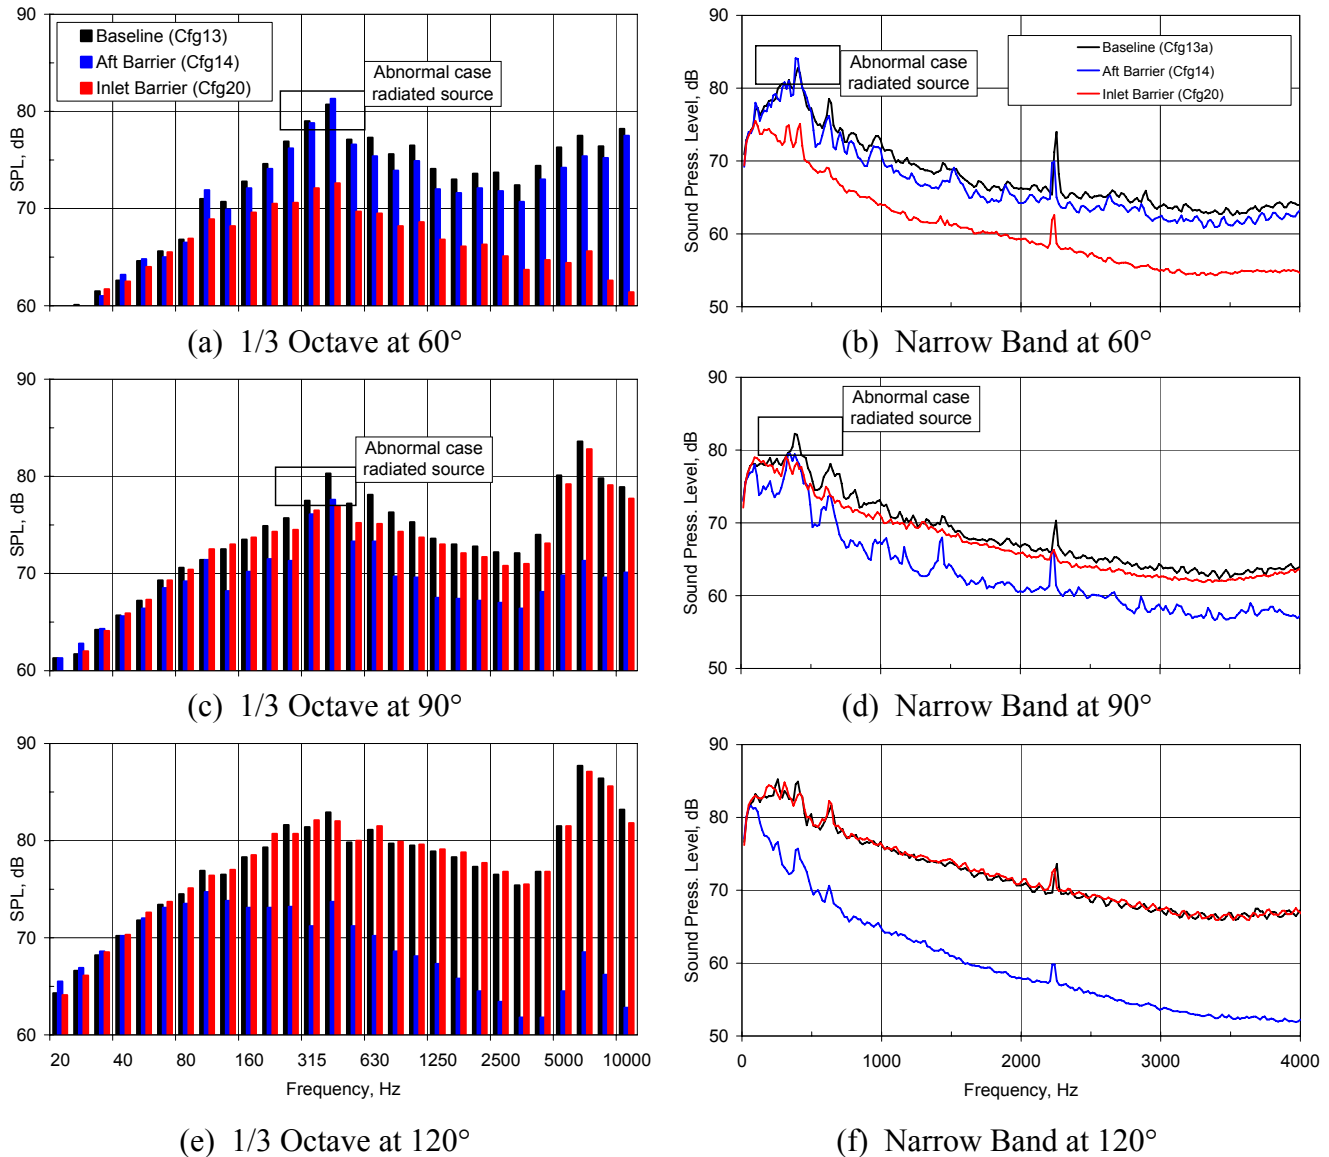 90
80
70
60
SPL, dB
Baseline (Cfg13)
Aft Barrier (Cfg14)
Inlet Barrier (Cfg20)
Abnormal case
radiated source
(a) 1/3 Octave at 60°
90
80
70
60
50
Sound Press. Level, dB
Baseline (Cfg13a)
Aft Barrier (Cfg14)
Inlet Barrier (Cfg20)
Abnormal case
radiated source
(b) Narrow Band at 60°
90
80
70
60
SPL, dB
Abnormal case
radiated source
(c) 1/3 Octave at 90°
90
80
70
60
50
Sound Press. Level, dB
Abnormal case
radiated source
(d) Narrow Band at 90°
90
80
70
60
SPL, dB
20 40 80 160 315 630 1250 2500 5000 10000
Frequency, Hz
(e) 1/3 Octave at 120°
90
80
70
60
50
Sound Press. Level, dB
0 1000 2000 3000 4000
Frequency, Hz
(f) Narrow Band at 120°